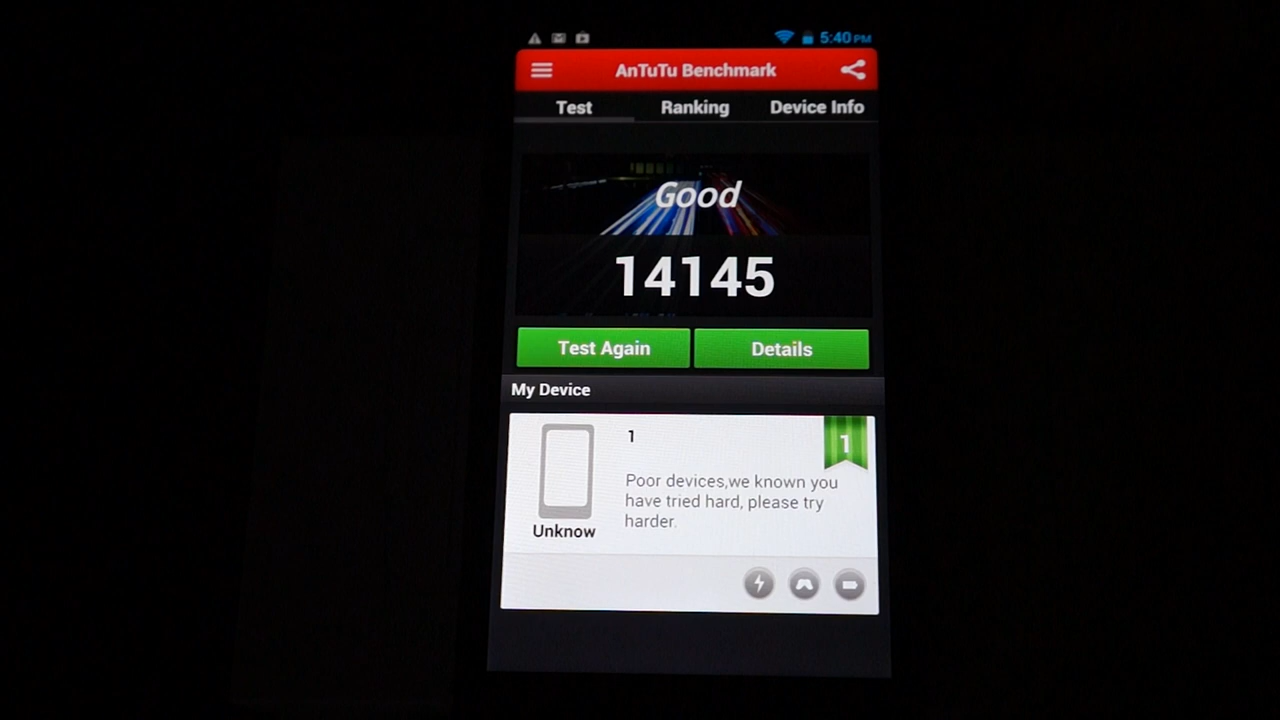 5:40 PM
AnTuTu Benchmark
Test Ranking Device Info
Good
14145
Test Again Details
My Device
1 1
Poor devices,we known you
have tried hard, please try
harder.
Unknow